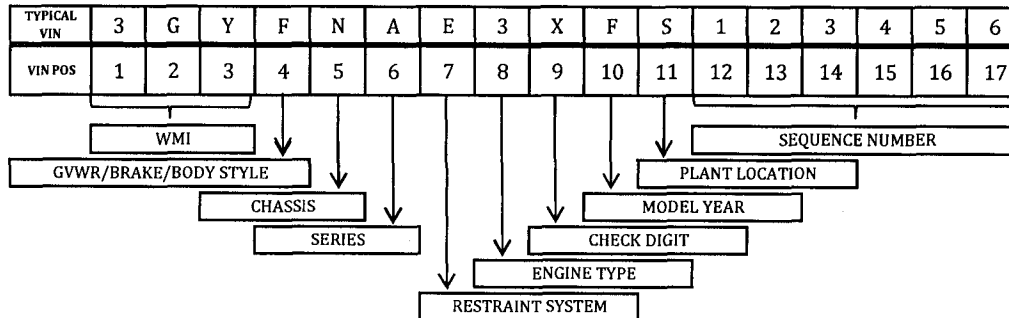 TYPICAL VIN 3 G Y F N A E 3 X F S 1 2 3 4 5 6
VIN POS 1 2 3 4 5 6 7 8 9 10 11 12 13 14 15 16 17
WMI SEQUENCE NUMBER
GVWR/BRAKE/BODY STYLE PLANT LOCATION
CHASSIS MODEL YEAR
SERIES CHECK DIGIT
ENGINE TYPE
RESTRAINT SYSTEM